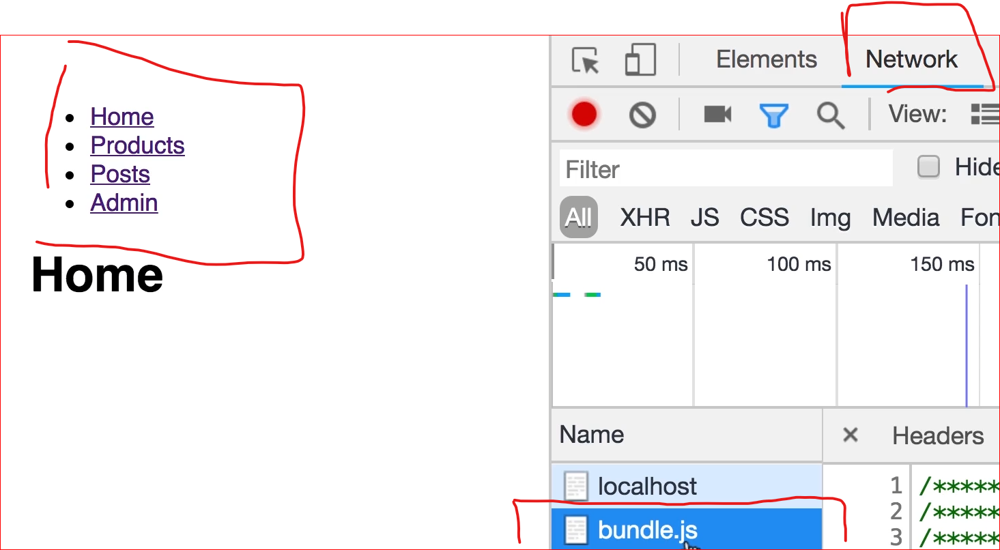 Home
Products
Posts
Admin
Home
Elements Network
View:
Filter
Hide
All XHR JS CSS Img Media Fon
50 ms 100 ms 150 ms
Name
Headers
localhost
bundle.js
1 /*****
2 /*****
3 /*****